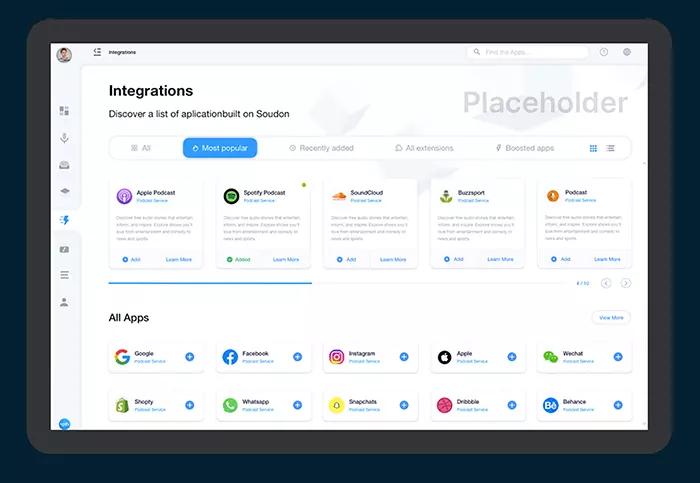 Integrations
Find the Apps...
Integrations
Discover a list of aplicationbuilt on Soudon
Placeholder
All
Most popular
Recently added
All extensions
Boosted apps
Apple Podcast
Podcast Service
Discover free audio stories that entertain,
inform, and inspire. Explore shows you'll
love from entertainment and comedy to
news and sports.
Add
Learn More
Spotify Podcast
Podcast Service
Discover free audio stories that entertain,
inform, and inspire. Explore shows you'll
love from entertainment and comedy to
news and sports.
Added
Learn More
SoundCloud
Podcast Service
Discover free audio stories that entertain,
inform, and inspire. Explore shows you'll
love from entertainment and comedy to
news and sports.
Add
Learn More
Buzzsport
Podcast Service
Discover free audio stories that entertain,
inform, and inspire. Explore shows you'll
love from entertainment and comedy to
news and sports.
Add
Learn More
Podcast
Podcast Service
Discover free audio stories that entertain,
inform, and inspire. Explore shows you'll
love from entertainment and comedy to
news and sports.
Add
Learn More
All Apps
View More
Google
Podcast Service
Facebook
Podcast Service
Instagram
Podcast Service
Apple
Podcast Service
Wechat
Podcast Service
Shopty
Podcast Service
Whatsapp
Podcast Service
Snapchats
Podcast Service
Dribbble
Podcast Service
Behance
Podcast Service